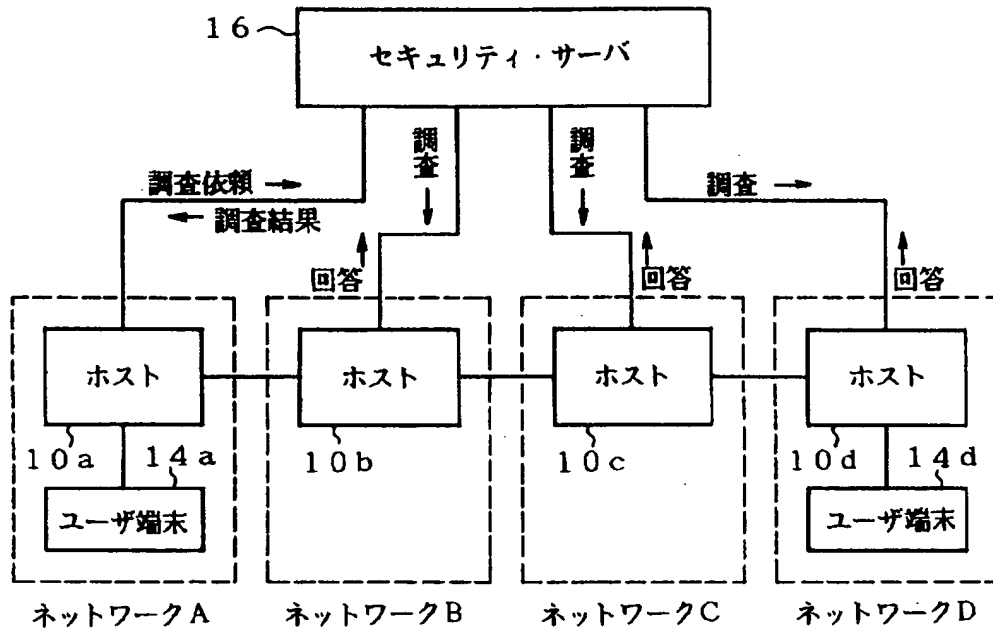 16
セキュリティ・サーバ
調査
調査
調査依頼 →
← 調査結果
調査 →
回答
回答
回答
ホスト
ホスト
ホスト
ホスト
10a
14a
10b
10c
10d
14d
ユーザ端末
ユーザ端末
ネットワークA
ネットワークB
ネットワークC
ネットワークD